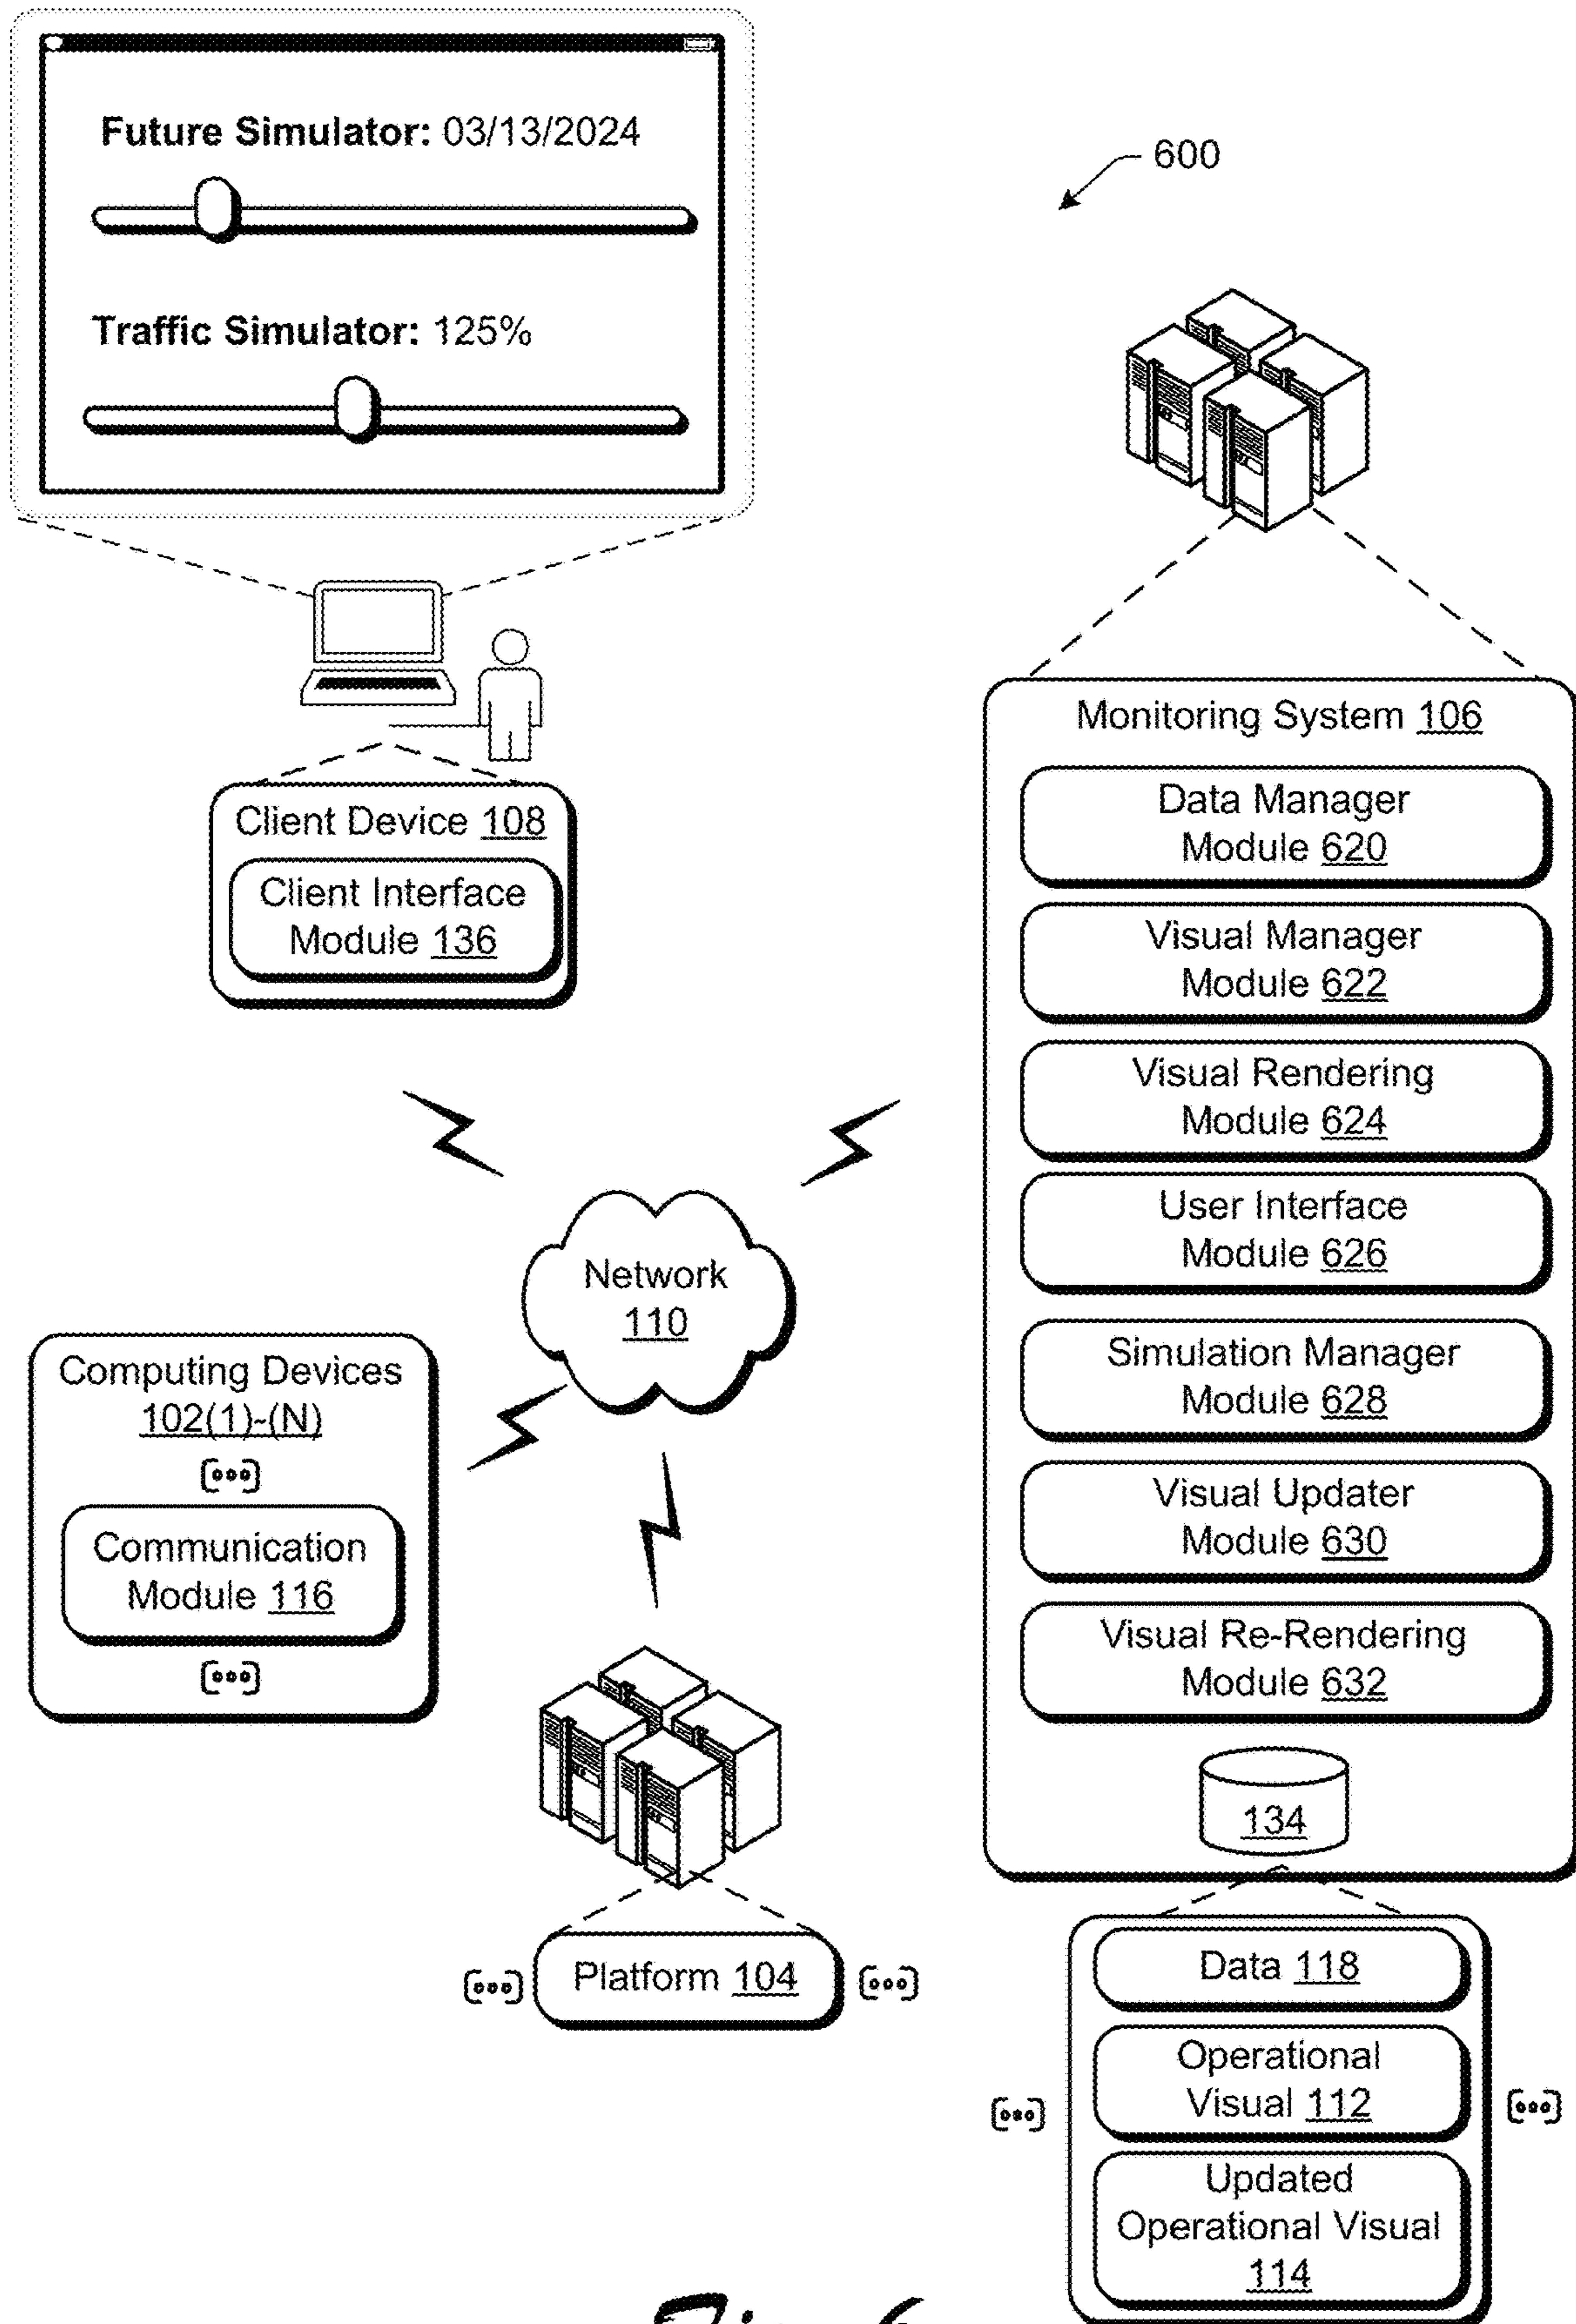 Future Simulator: 03/13/2024
Traffic Simulator: 125%
600
Client Device 108
Client Interface
Module 136
Monitoring System 106
Data Manager
Module 620
Visual Manager
Module 622
Visual Rendering
Module 624
User Interface
Module 626
Simulation Manager
Module 628
Visual Updater
Module 630
Visual Re-Rendering
Module 632
134
Network
110
Computing Devices
102(1)-(N)
Communication
Module 116
Platform 104
Data 118
Operational
Visual 112
Updated
Operational Visual
114